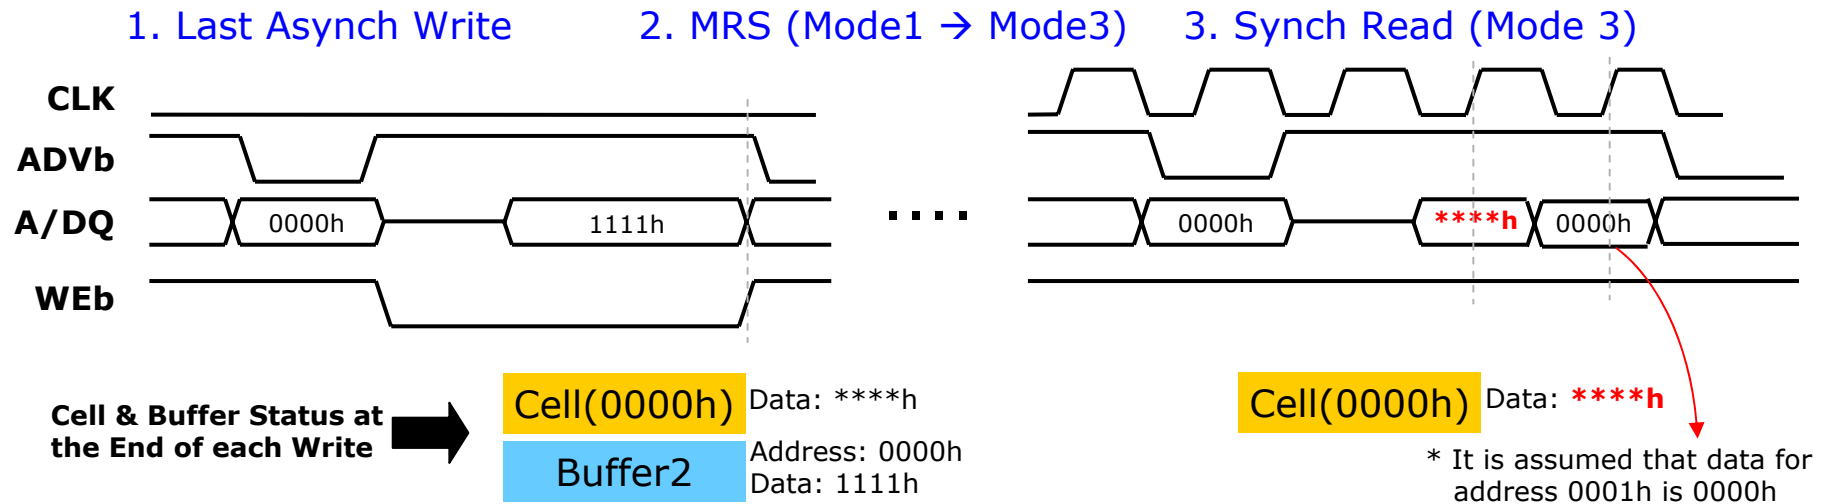 1. Last Asynch Write
2. MRS (Mode1 → Mode3)
3. Synch Read (Mode 3)
CLK
ADVb
A/DQ
0000h
1111h
. . . .
0000h
****h
0000h
WEb
Cell & Buffer Status at
the End of each Write
Cell(0000h)
Data: ****h
Buffer2
Address: 0000h
Data: 1111h
Cell(0000h)
Data: ****h
* It is assumed that data for
address 0001h is 0000h